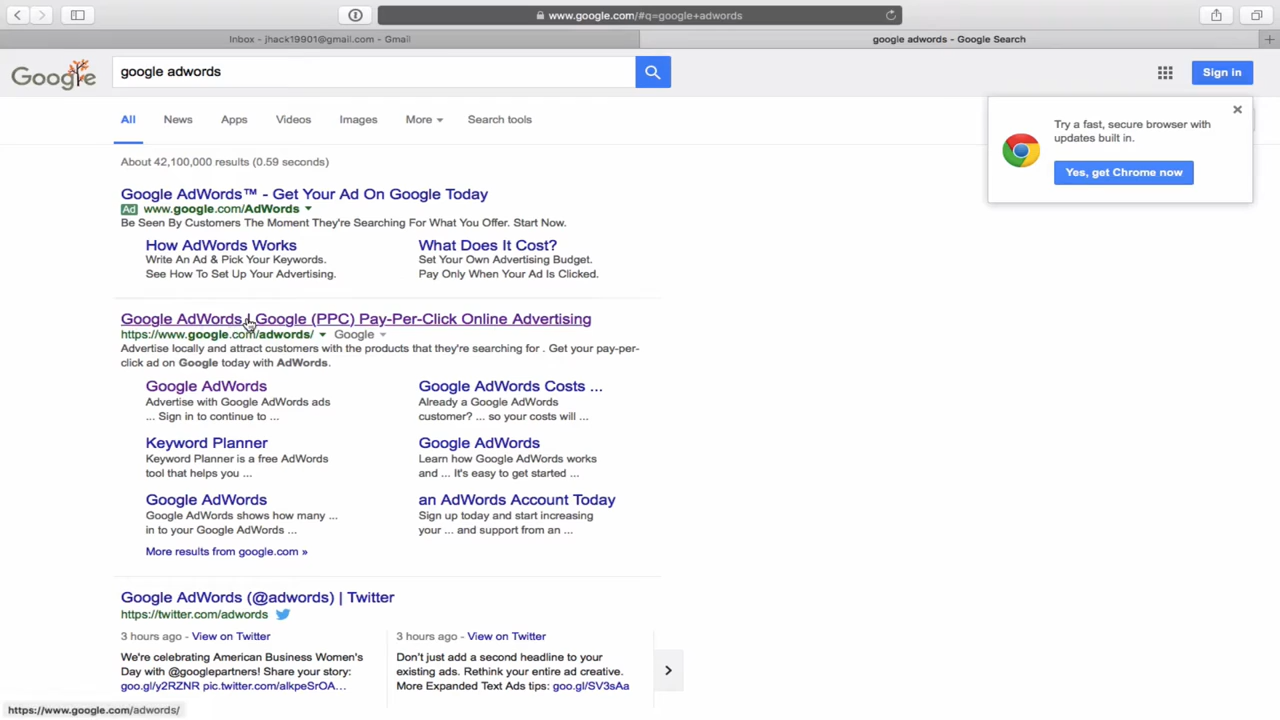 www.google.com/#q=google+adwords
Inbox - jhack19901@gmail.com - Gmail
google adwords - Google Search
Google
google adwords
Sign in
All
News
Apps
Videos
Images
More
Search tools
Try a fast, secure browser with
updates built in.
Yes, get Chrome now
About 42,100,000 results (0.59 seconds)
Google AdWords™ - Get Your Ad On Google Today
Ad www.google.com/AdWords
Be Seen By Customers The Moment They're Searching For What You Offer. Start Now.
How AdWords Works
Write An Ad & Pick Your Keywords.
See How To Set Up Your Advertising.
What Does It Cost?
Set Your Own Advertising Budget.
Pay Only When Your Ad Is Clicked.
Google AdWords | Google (PPC) Pay-Per-Click Online Advertising
https://www.google.com/adwords/ Google
Advertise locally and attract customers with the products that they're searching for . Get your pay-per-
click ad on Google today with AdWords.
Google AdWords
Advertise with Google AdWords ads
... Sign in to continue to ...
Google AdWords Costs ...
Already a Google AdWords
customer? ... so your costs will ...
Keyword Planner
Keyword Planner is a free AdWords
tool that helps you ...
Google AdWords
Learn how Google AdWords works
and ... It's easy to get started ...
Google AdWords
Google AdWords shows how many ...
in to your Google AdWords ...
an AdWords Account Today
Sign up today and start increasing
your ... and support from an ...
More results from google.com »
Google AdWords (@adwords) | Twitter
https://twitter.com/adwords
3 hours ago - View on Twitter
We're celebrating American Business Women's
Day with @googlepartners! Share your story:
goo.gl/y2RZNR pic.twitter.com/alkpeSrOA...
3 hours ago - View on Twitter
Don't just add a second headline to your
existing ads. Rethink your entire ad creative.
More Expanded Text Ads tips: goo.gl/SV3sAa
https://www.google.com/adwords/